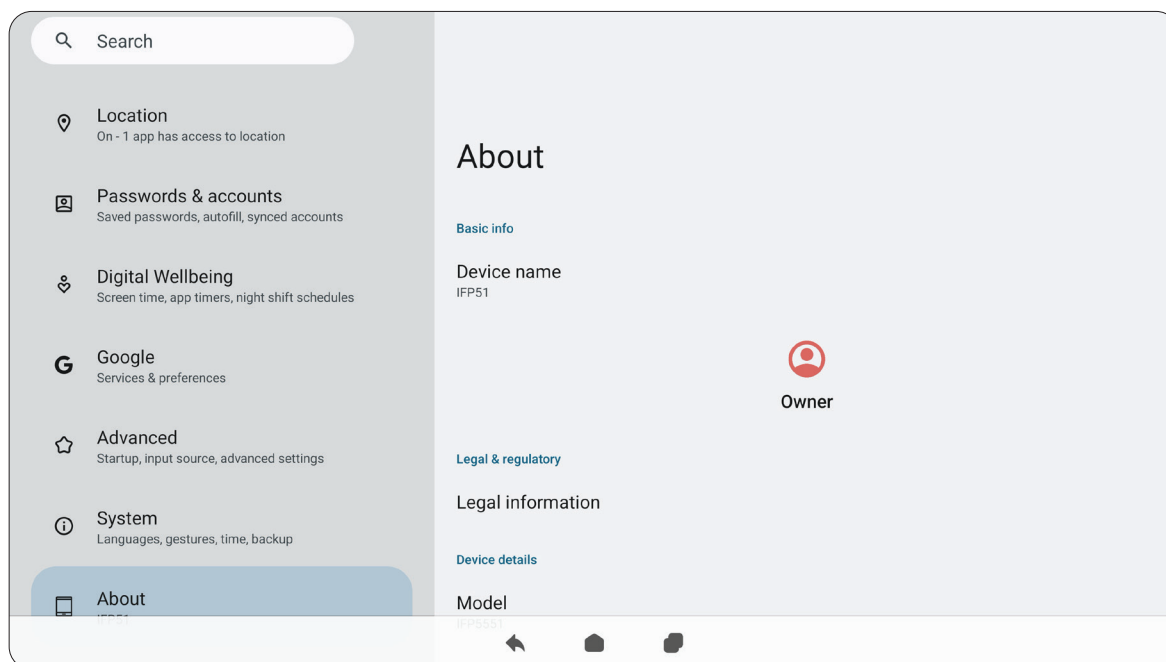 Search
Location
On - 1 app has access to location
Passwords & accounts
Saved passwords, autofill, synced accounts
Digital Wellbeing
Screen time, app timers, night shift schedules
Google
Services & preferences
Advanced
Startup, input source, advanced settings
System
Languages, gestures, time, backup
About
IFP51
About
Basic info
Device name
IFP51
Owner
Legal & regulatory
Legal information
Device details
Model
IFP5551